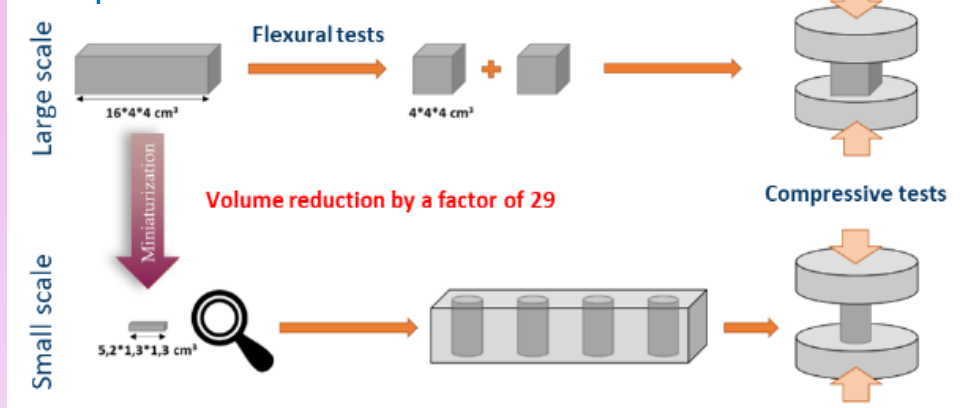 Large scale
Flexural tests
16*4*4 cm³
4*4*4 cm³
Miniaturization
Volume reduction by a factor of 29
Compressive tests
Small scale
5,2*1,3*1,3 cm³